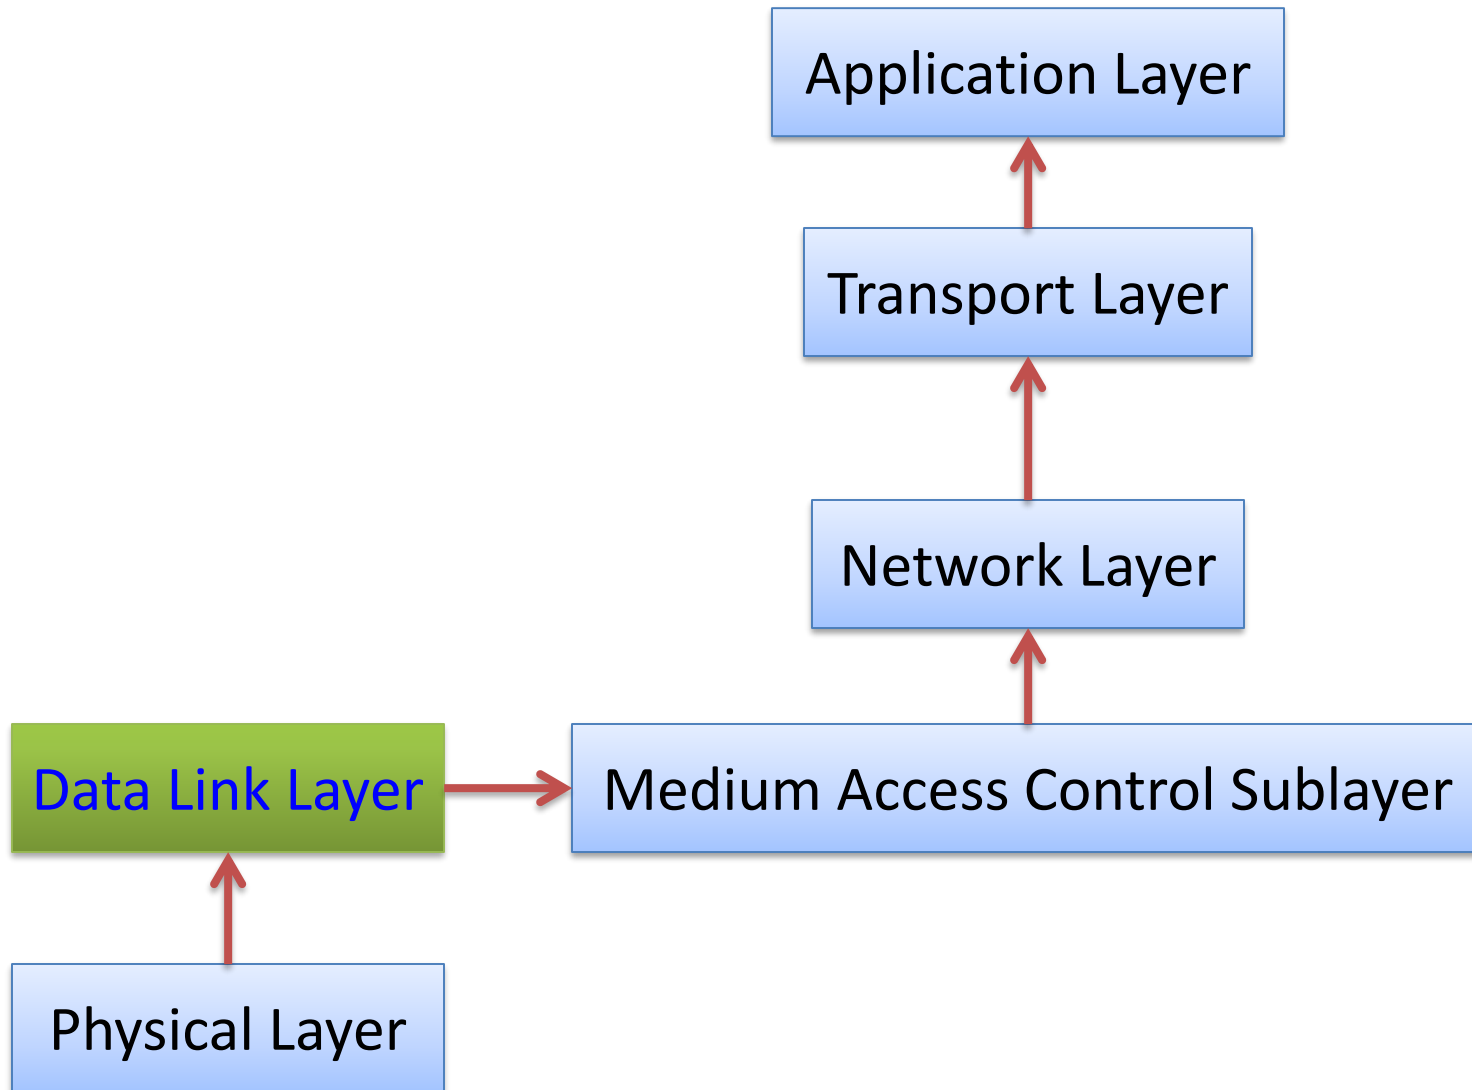 Application Layer
Transport Layer
Network Layer
Data Link Layer
Medium Access Control Sublayer
Physical Layer